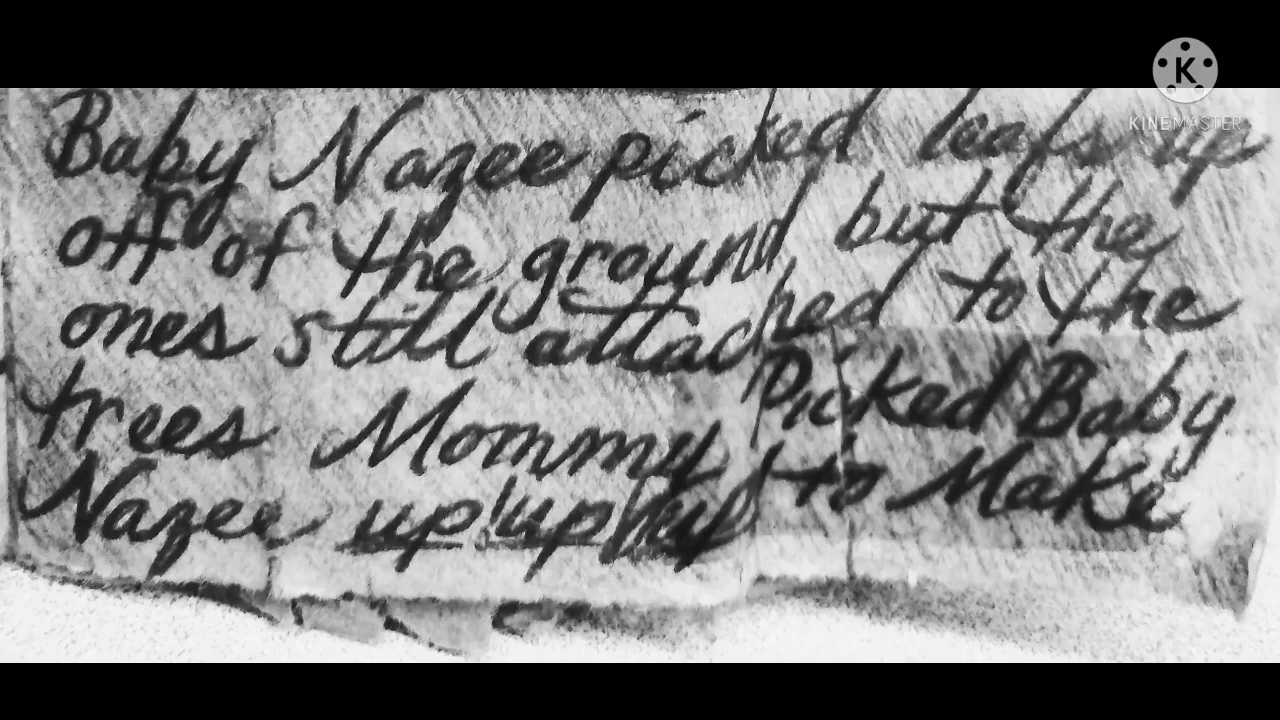 KINEMASTER
Baby Nazee picked leafs up
off of the ground but the
ones still attached to the
trees Mommy Picked Baby
Nazee up! up to Make